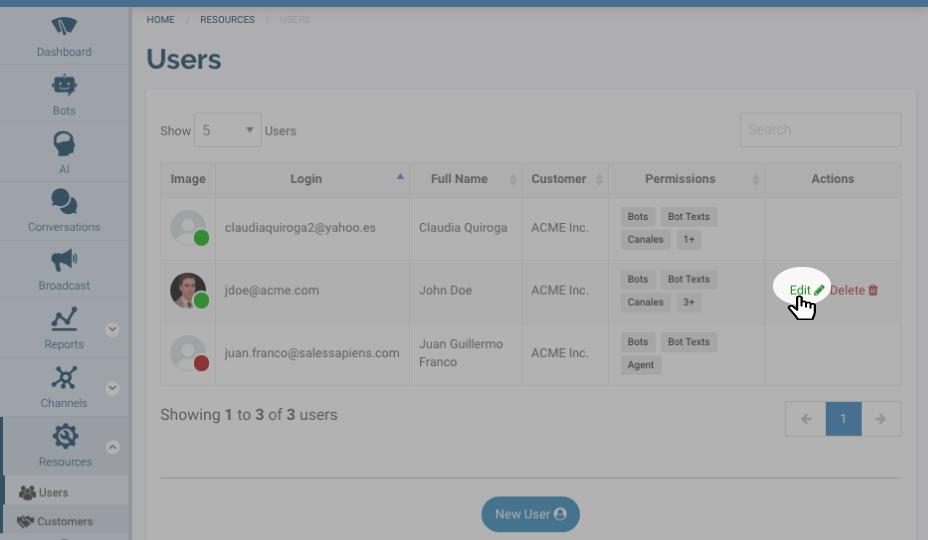 HOME / RESOURCES / USERS
Users
Dashboard
Bots
AI
Conversations
Broadcast
Reports
Channels
Resources
Users
Customers
Show 5 Users
Search
Image Login Full Name Customer Permissions Actions
claudiaquiroga2@yahoo.es Claudia Quiroga ACME Inc. Bots Bot Texts
Canales 1+
jdoe@acme.com John Doe ACME Inc. Bots Bot Texts
Canales 3+
Edit Delete
juan.franco@salessapiens.com Juan Guillermo
Franco ACME Inc. Bots Bot Texts
Agent
Showing 1 to 3 of 3 users
1
New User